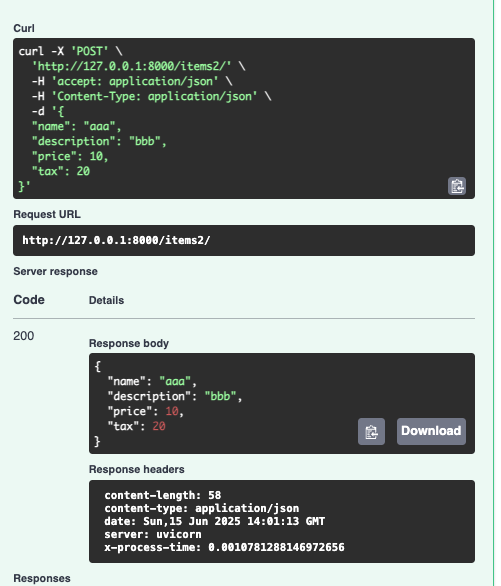 Curl
curl -X 'POST' \
'http://127.0.0.1:8000/items2/' \
-H 'accept: application/json' \
-H 'Content-Type: application/json' \
-d '{
"name": "aaa",
"description": "bbb",
"price": 10,
"tax": 20
}'
Request URL
http://127.0.0.1:8000/items2/
Server response
Code Details
200
Response body
{
"name": "aaa",
"description": "bbb",
"price": 10,
"tax": 20
}
Download
Response headers
content-length: 58
content-type: application/json
date: Sun,15 Jun 2025 14:01:13 GMT
server: uvicorn
x-process-time: 0.0010781288146972656
Responses